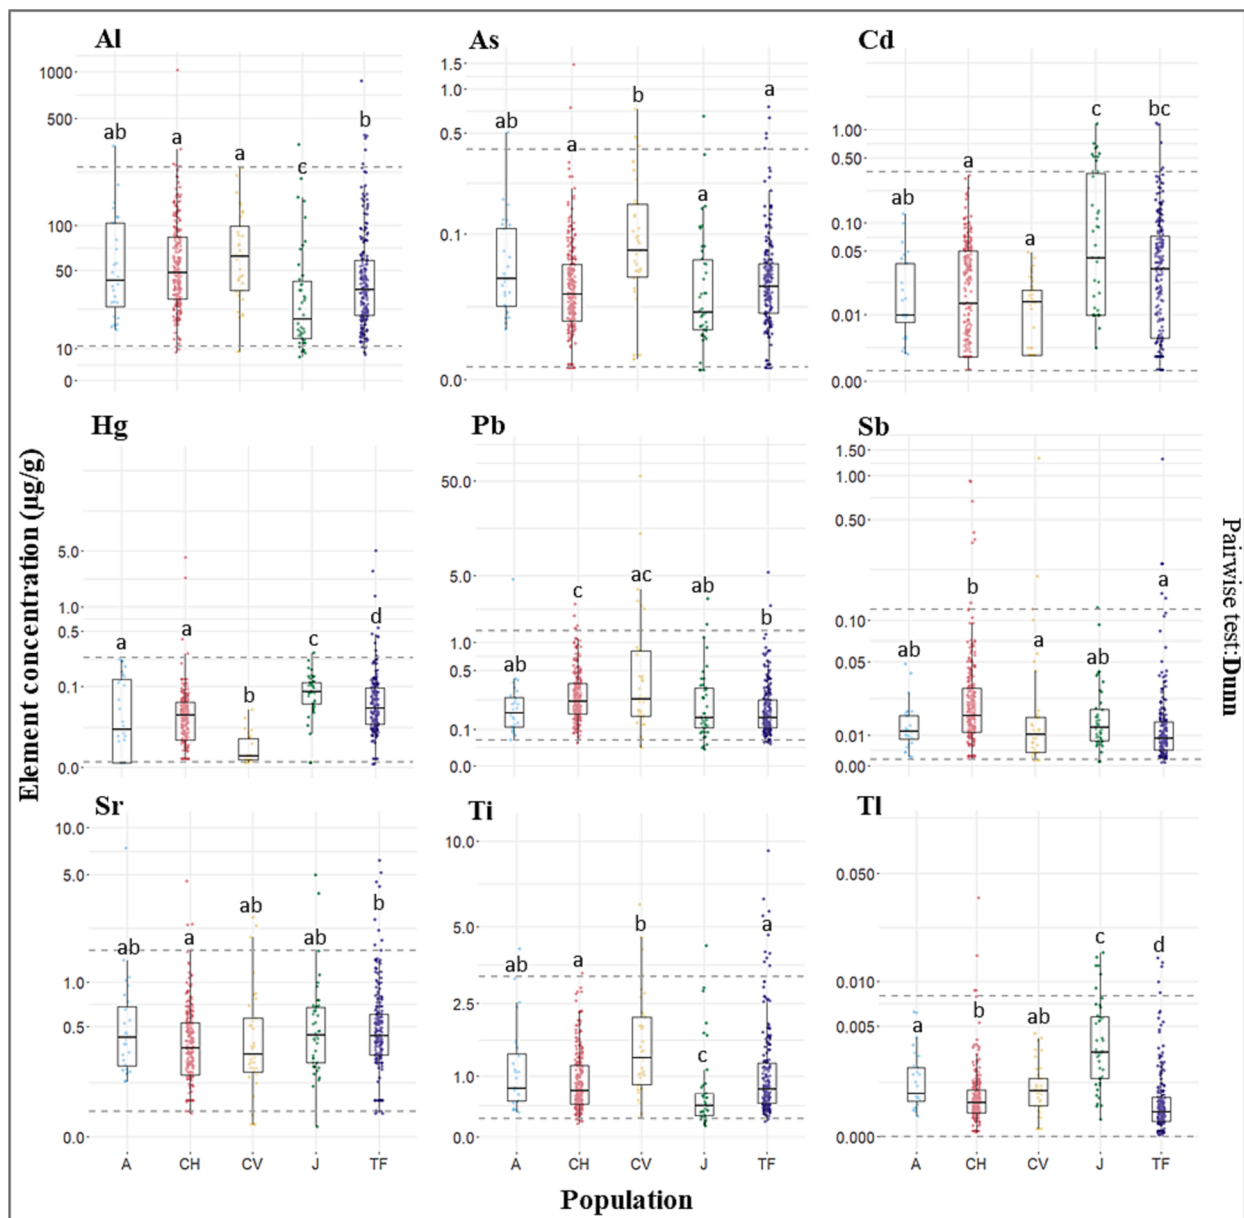 Al
1000
500
100
50
10
0
ab
a
a
c
b
As
1.5
1.0
0.5
0.1
0.0
ab
a
b
a
a
Cd
1.00
0.50
0.10
0.05
0.01
0.00
ab
a
a
c
bc
Hg
5.0
1.0
0.5
0.1
0.0
a
a
b
c
d
Pb
50.0
5.0
1.0
0.5
0.1
0.0
ab
c
ac
ab
b
Sb
1.50
1.00
0.50
0.10
0.05
0.01
0.00
ab
b
a
ab
a
Sr
10.0
5.0
1.0
0.5
0.0
ab
a
ab
ab
b
A CH CV J TF
Ti
10.0
5.0
2.5
1.0
0.0
ab
a
b
c
a
A CH CV J TF
Tl
0.050
0.010
0.005
0.000
a
b
ab
c
d
A CH CV J TF
Element concentration (µg/g)
Population
Pairwise test:Dunn